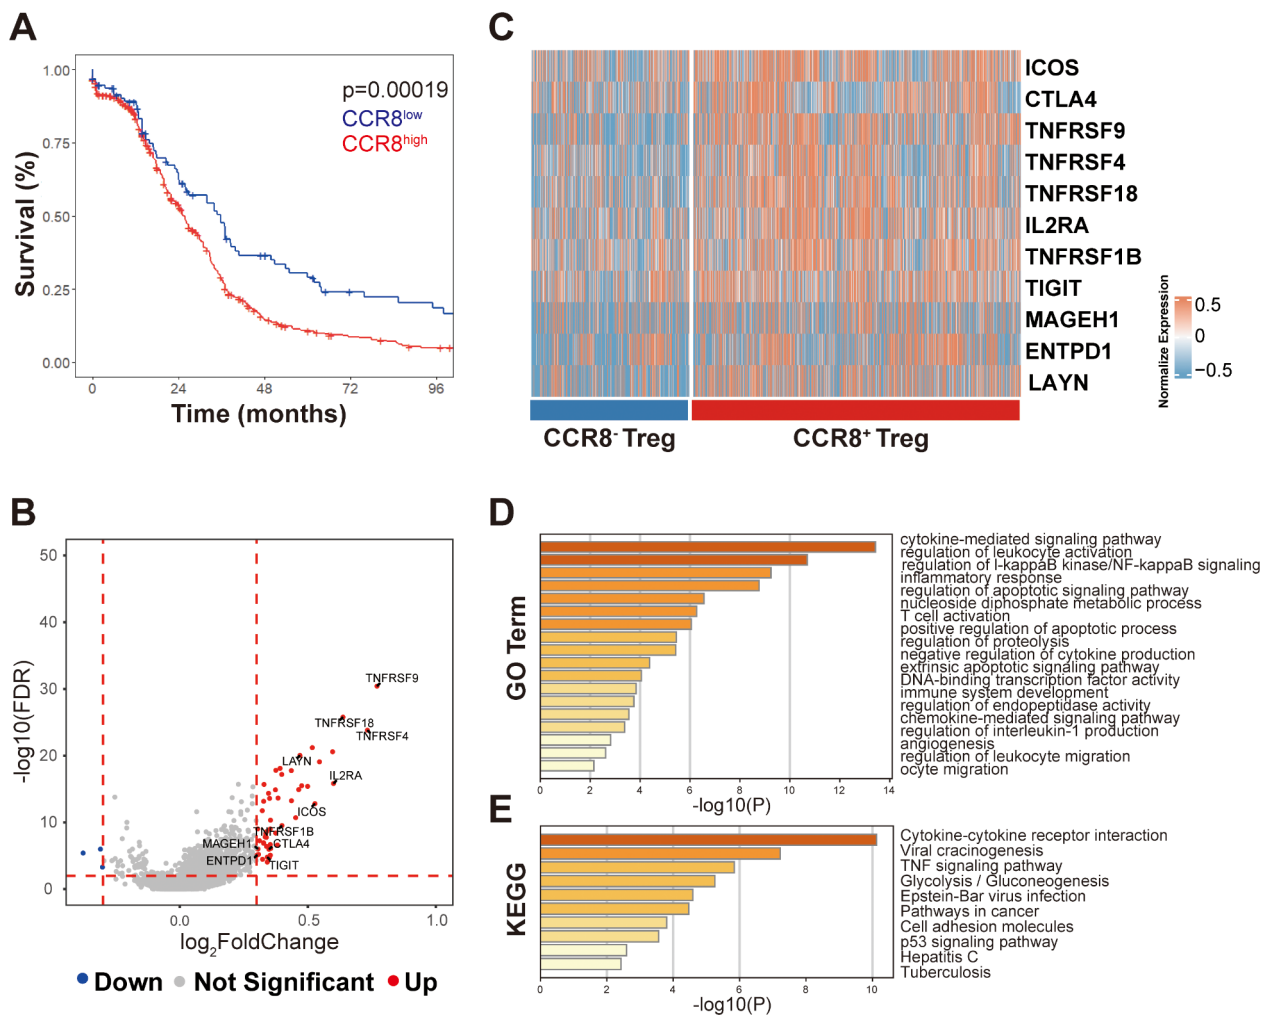 A
1.00
0.75
0.50
0.25
0.00
Survival (%)
p=0.00019
CCR8low
CCR8high
0 24 48 72 96
Time (months)
C
ICOS
CTLA4
TNFRSF9
TNFRSF4
TNFRSF18
IL2RA
TNFRSF1B
TIGIT
MAGEH1
ENTPD1
LAYN
Normalize Expression
0.5
0
−0.5
CCR8- Treg
CCR8+ Treg
B
50
40
30
20
10
0
-log10(FDR)
TNFRSF9
TNFRSF18
TNFRSF4
LAYN
IL2RA
ICOS
TNFRSF1B
MAGEH1
CTLA4
ENTPD1
TIGIT
0.0 0.5 1.0
log2FoldChange
Down Not Significant Up
D
GO Term
cytokine-mediated signaling pathway
regulation of leukocyte activation
regulation of I-kappaB kinase/NF-kappaB signaling
inflammatory response
regulation of apoptotic signaling pathway
nucleoside diphosphate metabolic process
T cell activation
positive regulation of apoptotic process
regulation of proteolysis
negative regulation of cytokine production
extrinsic apoptotic signaling pathway
DNA-binding transcription factor activity
immune system development
regulation of endopeptidase activity
chemokine-mediated signaling pathway
regulation of interleukin-1 production
angiogenesis
regulation of leukocyte migration
ocyte migration
0 2 4 6 8 10 12 14
-log10(P)
E
KEGG
Cytokine-cytokine receptor interaction
Viral cracinogenesis
TNF signaling pathway
Glycolysis / Gluconeogenesis
Epstein-Bar virus infection
Pathways in cancer
Cell adhesion molecules
p53 signaling pathway
Hepatitis C
Tuberculosis
0 2 4 6 8 10
-log10(P)